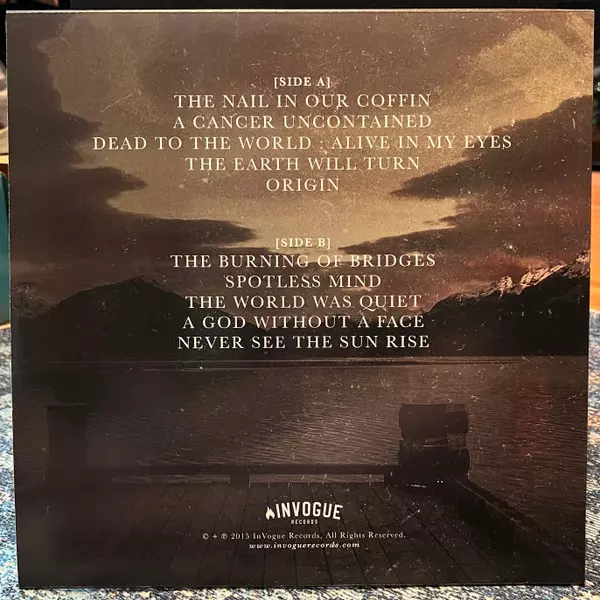 [SIDE A]
THE NAIL IN OUR COFFIN
A CANCER UNCONTAINED
DEAD TO THE WORLD : ALIVE IN MY EYES
THE EARTH WILL TURN
ORIGIN
[SIDE B]
THE BURNING OF BRIDGES
SPOTLESS MIND
THE WORLD WAS QUIET
A GOD WITHOUT A FACE
NEVER SEE THE SUN RISE
INVOGUE
RECORDS
© + ℗ 2015 InVogue Records, All Rights Reserved.
www.invoguerecords.com